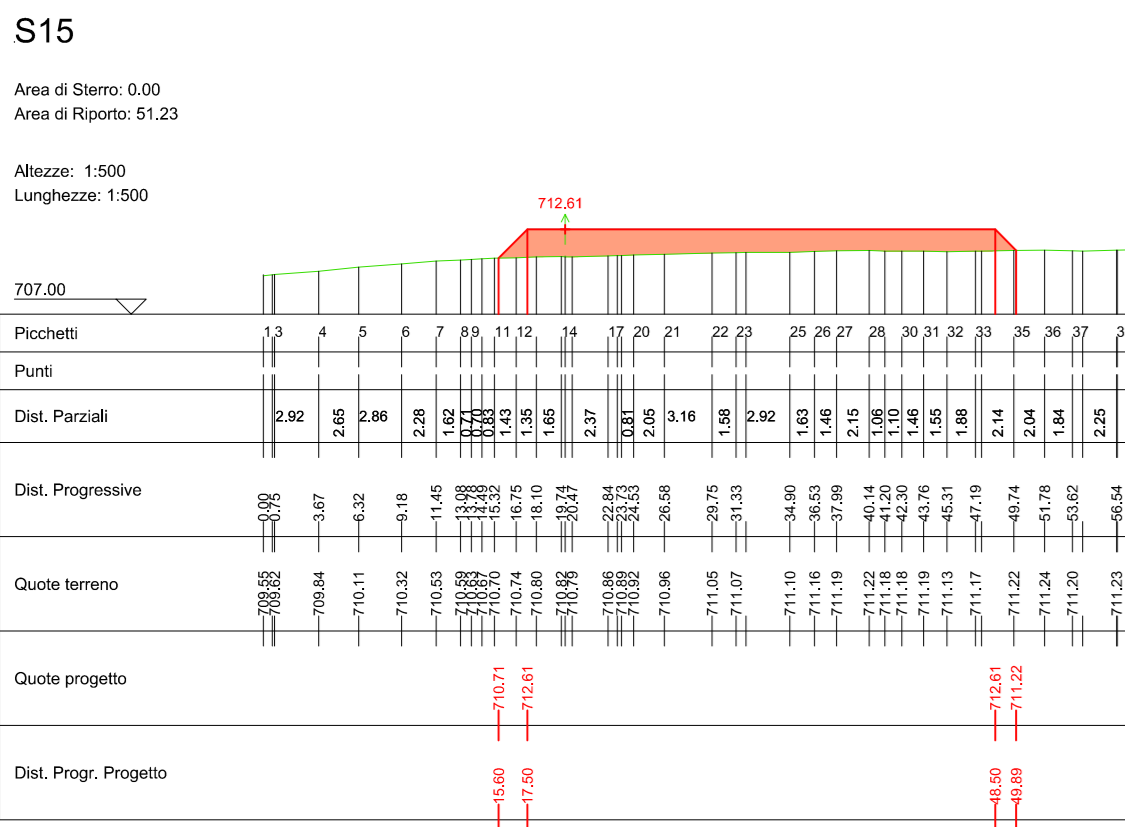 S15
Area di Sterro: 0.00
Area di Riporto: 51.23
Altezze: 1:500
Lunghezze: 1:500
712.61
707.00
Picchetti 1 3 4 5 6 7 8 9 11 12 14 17 20 21 22 23 25 26 27 28 30 31 32 33 35 36 37 3
Punti
Dist. Parziali 2.92 2.65 2.86 2.28 1.62 0.71 0.70 0.83 1.43 1.35 1.65 2.37 0.81 2.05 3.16 1.58 2.92 1.63 1.46 2.15 1.06 1.10 1.46 1.55 1.88 2.14 2.04 1.84 2.25
Dist. Progressive 0.00 0.75 3.67 6.32 9.18 11.45 13.08 13.78 14.49 15.32 16.75 18.10 19.74 20.47 22.84 23.73 24.53 26.58 29.75 31.33 34.90 36.53 37.99 40.14 41.20 42.30 43.76 45.31 47.19 49.74 51.78 53.62 56.54
Quote terreno 709.55 709.62 709.84 710.11 710.32 710.53 710.59 710.63 710.67 710.70 710.74 710.80 710.82 710.79 710.86 710.89 710.92 710.96 711.05 711.07 711.10 711.16 711.19 711.22 711.18 711.18 711.19 711.13 711.17 711.22 711.24 711.20 711.23
Quote progetto 710.71 712.61 712.61 711.22
Dist. Progr. Progetto 15.60 17.50 48.50 49.89